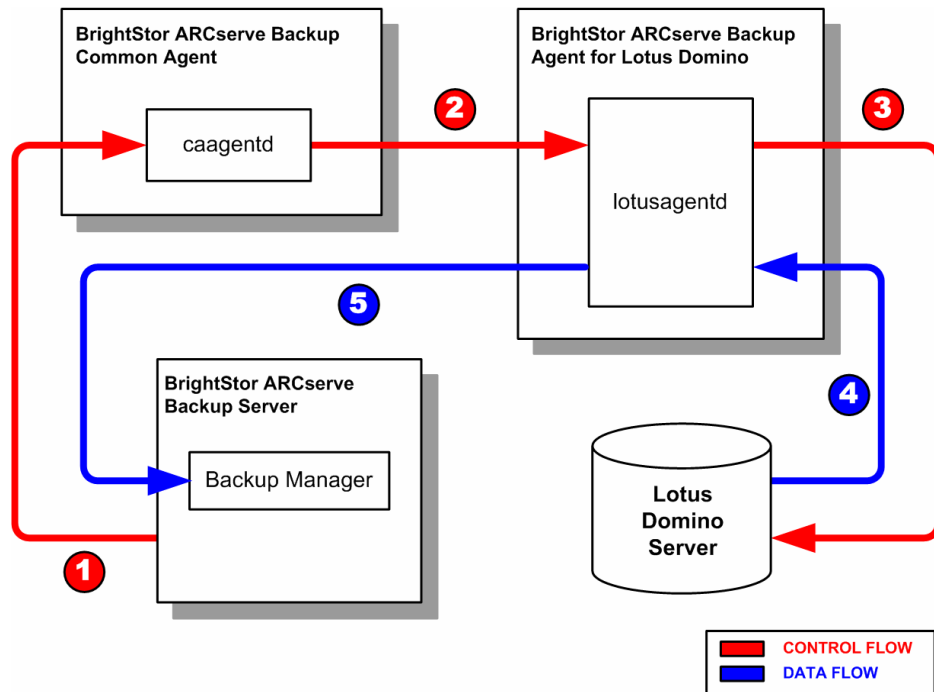 BrightStor ARCserve Backup
Common Agent
caagentd
2
BrightStor ARCserve Backup
Agent for Lotus Domino
lotusagentd
3
5
4
BrightStor ARCserve
Backup Server
Backup Manager
1
Lotus
Domino
Server
CONTROL FLOW
DATA FLOW